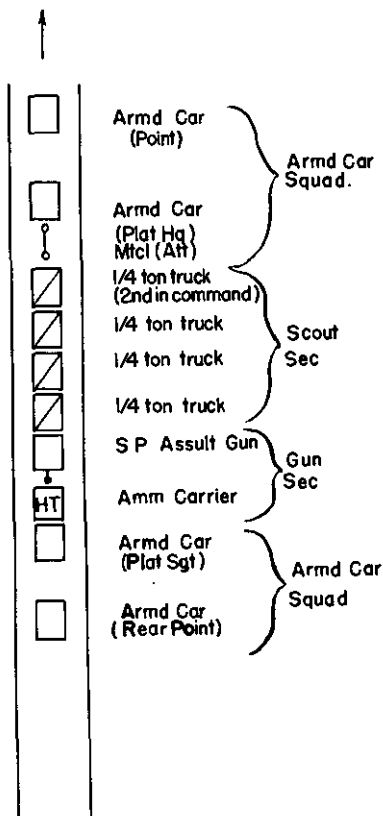 Armd Car
(Point)
Armd Car
Squad.
Armd Car
(Plat Hq)
Mtcl (Att)
1/4 ton truck
(2nd in command)
1/4 ton truck
Scout
Sec
1/4 ton truck
1/4 ton truck
S P Assult Gun
Gun
Sec
HT
Amm Carrier
Armd Car
(Plat Sgt)
Armd Car
Squad
Armd Car
( Rear Point)